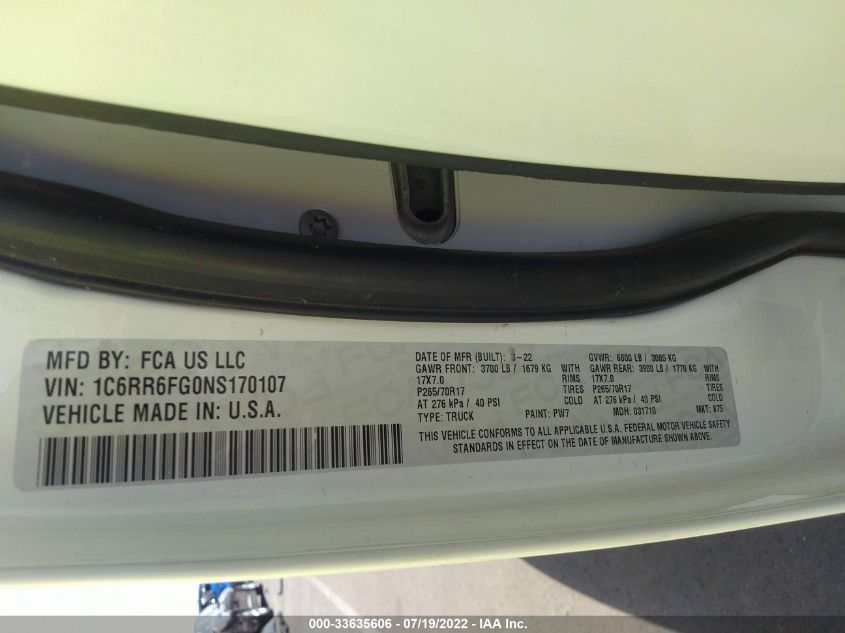 MFD BY: FCA US LLC
VIN: 1C6RR6FG0NS170107
VEHICLE MADE IN: U.S.A.
DATE OF MFR (BUILT): 3-22 GVWR: 6800 LB / 3085 KG
GAWR FRONT: 3700 LB / 1679 KG WITH GAWR REAR: 3900 LB / 1770 KG WITH
17X7.0 RIMS 17X7.0 RIMS
P265/70R17 TIRES P265/70R17 TIRES
AT 276 kPa / 40 PSI COLD AT 276 kPa / 40 PSI COLD
TYPE: TRUCK PAINT: PW7 MDH: 031710 MKT: 875
THIS VEHICLE CONFORMS TO ALL APPLICABLE U.S.A. FEDERAL MOTOR VEHICLE SAFETY
STANDARDS IN EFFECT ON THE DATE OF MANUFACTURE SHOWN ABOVE.
000-33635606 - 07/19/2022 - IAA Inc.